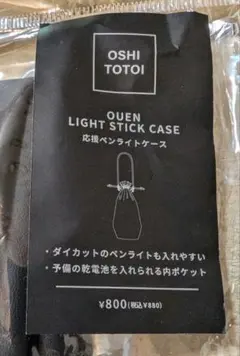 OSHI
TOTOI
OUEN
LIGHT STICK CASE
応援ペンライトケース
・ダイカットのペンライトも入れやすい
・予備の乾電池を入れられる内ポケット
¥800(税込¥880)